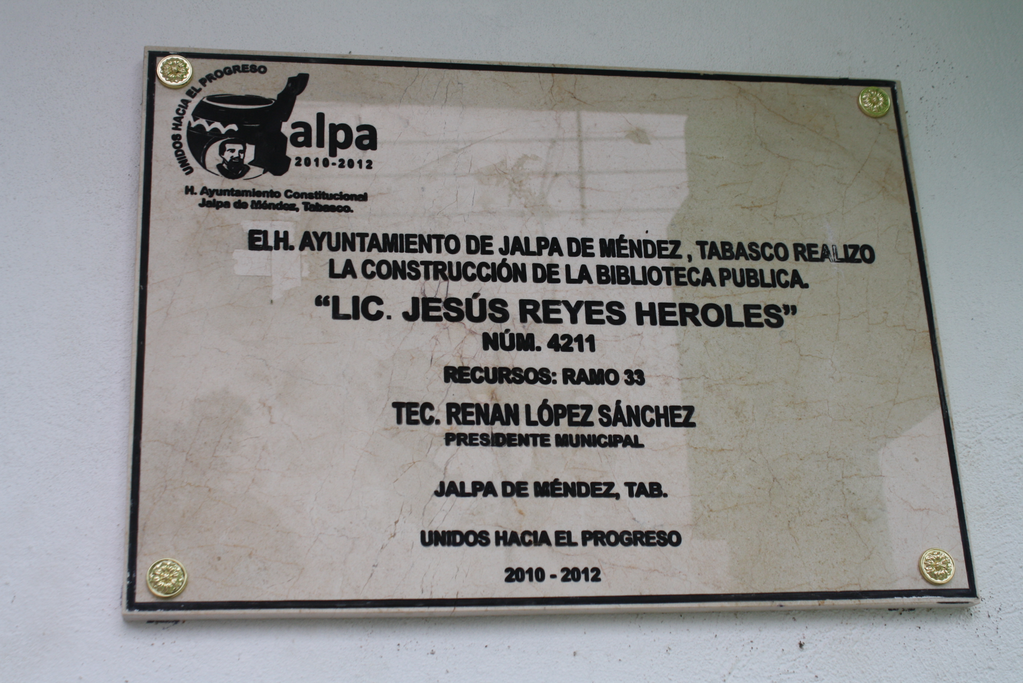 UNIDOS HACIA EL PROGRESO
Jalpa
2010-2012
H. Ayuntamiento Constitucional
Jalpa de Méndez, Tabasco.
EL H. AYUNTAMIENTO DE JALPA DE MÉNDEZ , TABASCO REALIZO
LA CONSTRUCCIÓN DE LA BIBLIOTECA PUBLICA.
“LIC. JESÚS REYES HEROLES”
NÚM. 4211
RECURSOS: RAMO 33
TEC. RENAN LÓPEZ SÁNCHEZ
PRESIDENTE MUNICIPAL
JALPA DE MÉNDEZ, TAB.
UNIDOS HACIA EL PROGRESO
2010 - 2012